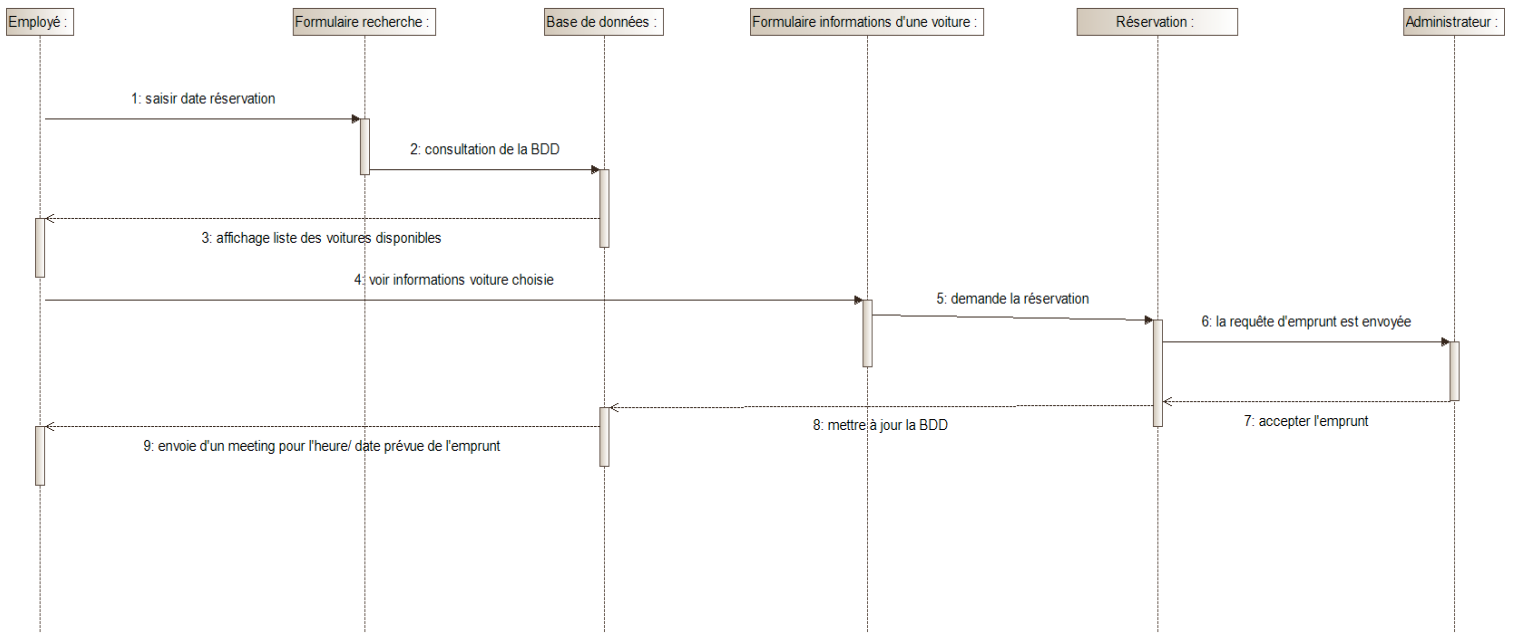 Employé :
Formulaire recherche :
Base de données :
Formulaire informations d'une voiture :
Réservation :
Administrateur :
1: saisir date réservation
2: consultation de la BDD
3: affichage liste des voitures disponibles
4: voir informations voiture choisie
5: demande la réservation
6: la requête d'emprunt est envoyée
7: accepter l'emprunt
8: mettre à jour la BDD
9: envoie d'un meeting pour l'heure/ date prévue de l'emprunt